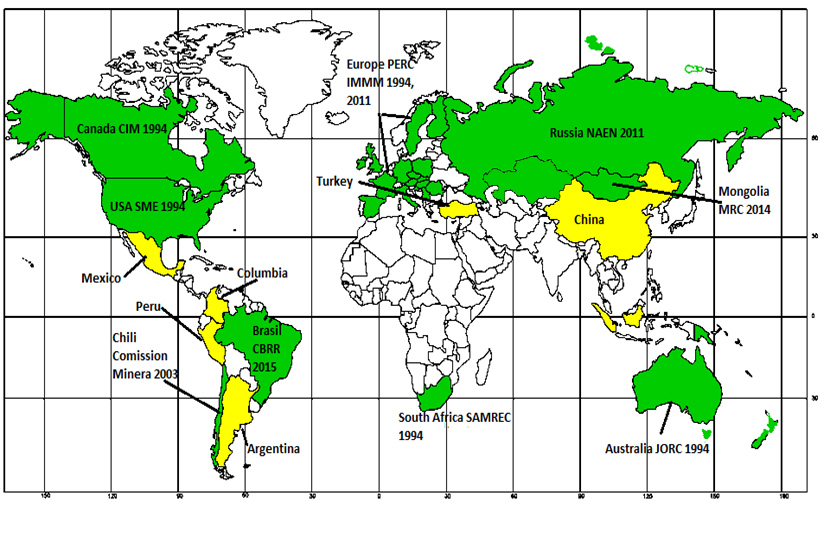 Europe PERC
IMMM 1994,
2011
Canada CIM 1994
Russia NAEN 2011
Turkey
USA SME 1994
Mongolia
MRC 2014
China
Mexico
Columbia
Peru
Brasil
CBRR
2015
Chili
Comission
Minera 2003
South Africa SAMREC
1994
Argentina
Australia JORC 1994
0
30
150 120 90 60 30 0 30 60 90 120 150 180